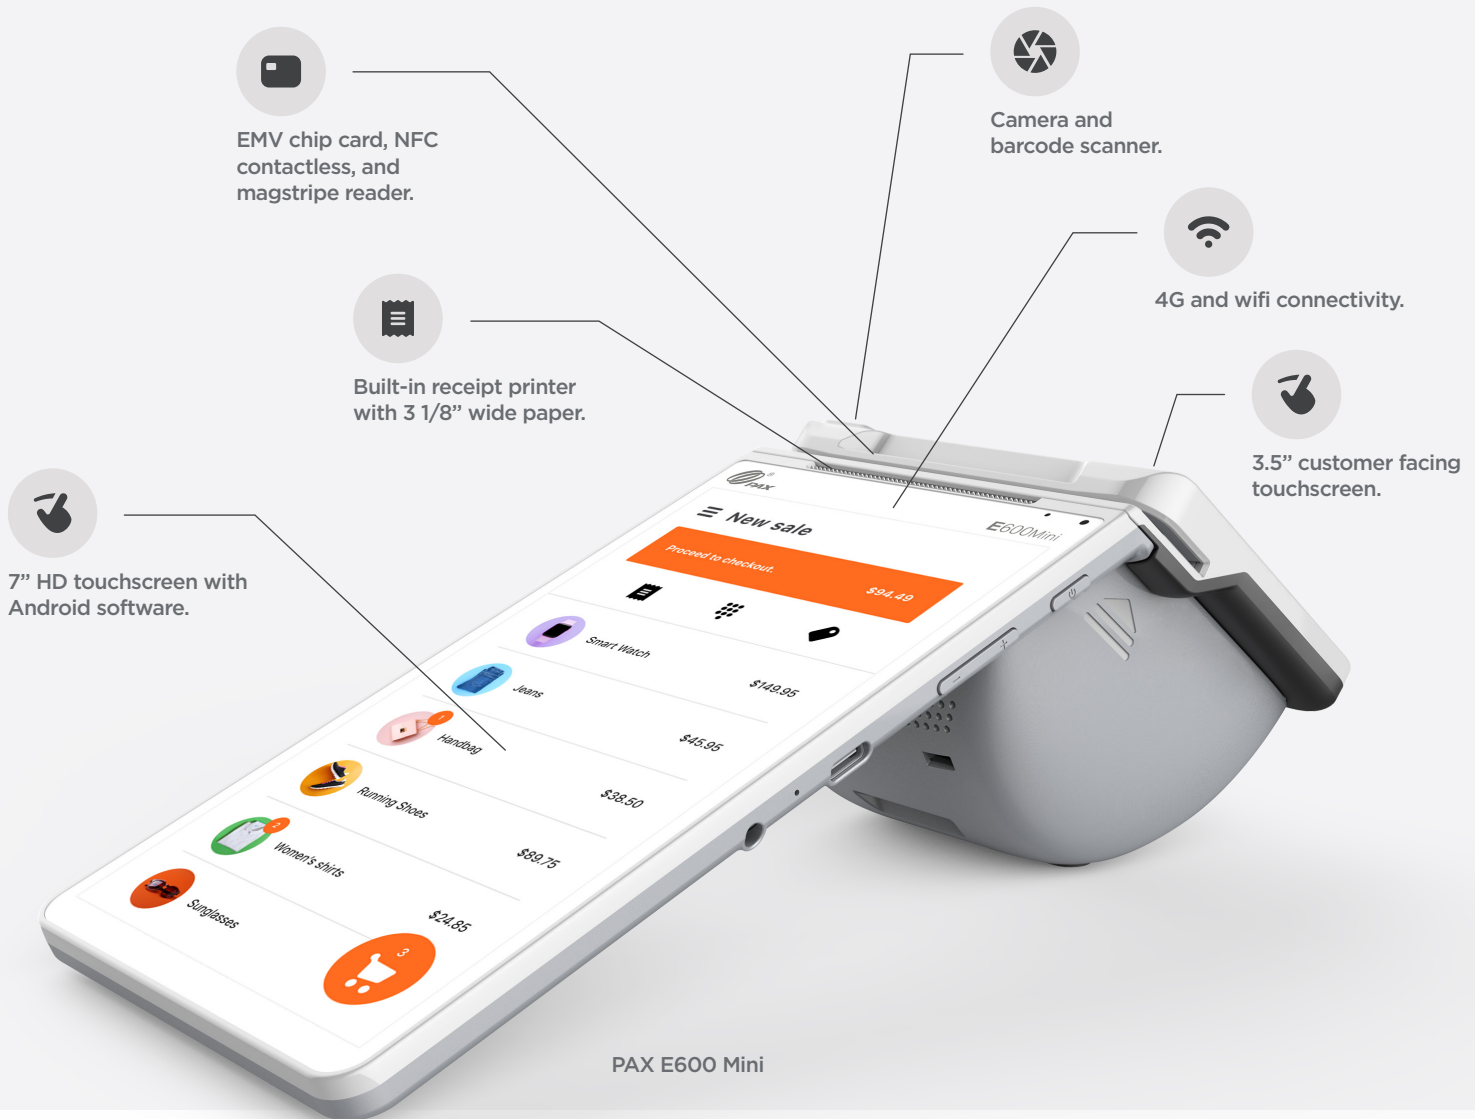 EMV chip card, NFC
contactless, and
magstripe reader.
Camera and
barcode scanner.
4G and wifi connectivity.
Built-in receipt printer
with 3 1/8” wide paper.
3.5” customer facing
touchscreen.
7” HD touchscreen with
Android software.
PAX®
E600Mini
New sale
Proceed to checkout.
$94.49
Smart Watch
$149.95
Jeans
$45.95
1
Handbag
$38.50
Running Shoes
$89.75
2
Women's shirts
$24.85
Sunglasses
3
PAX E600 Mini